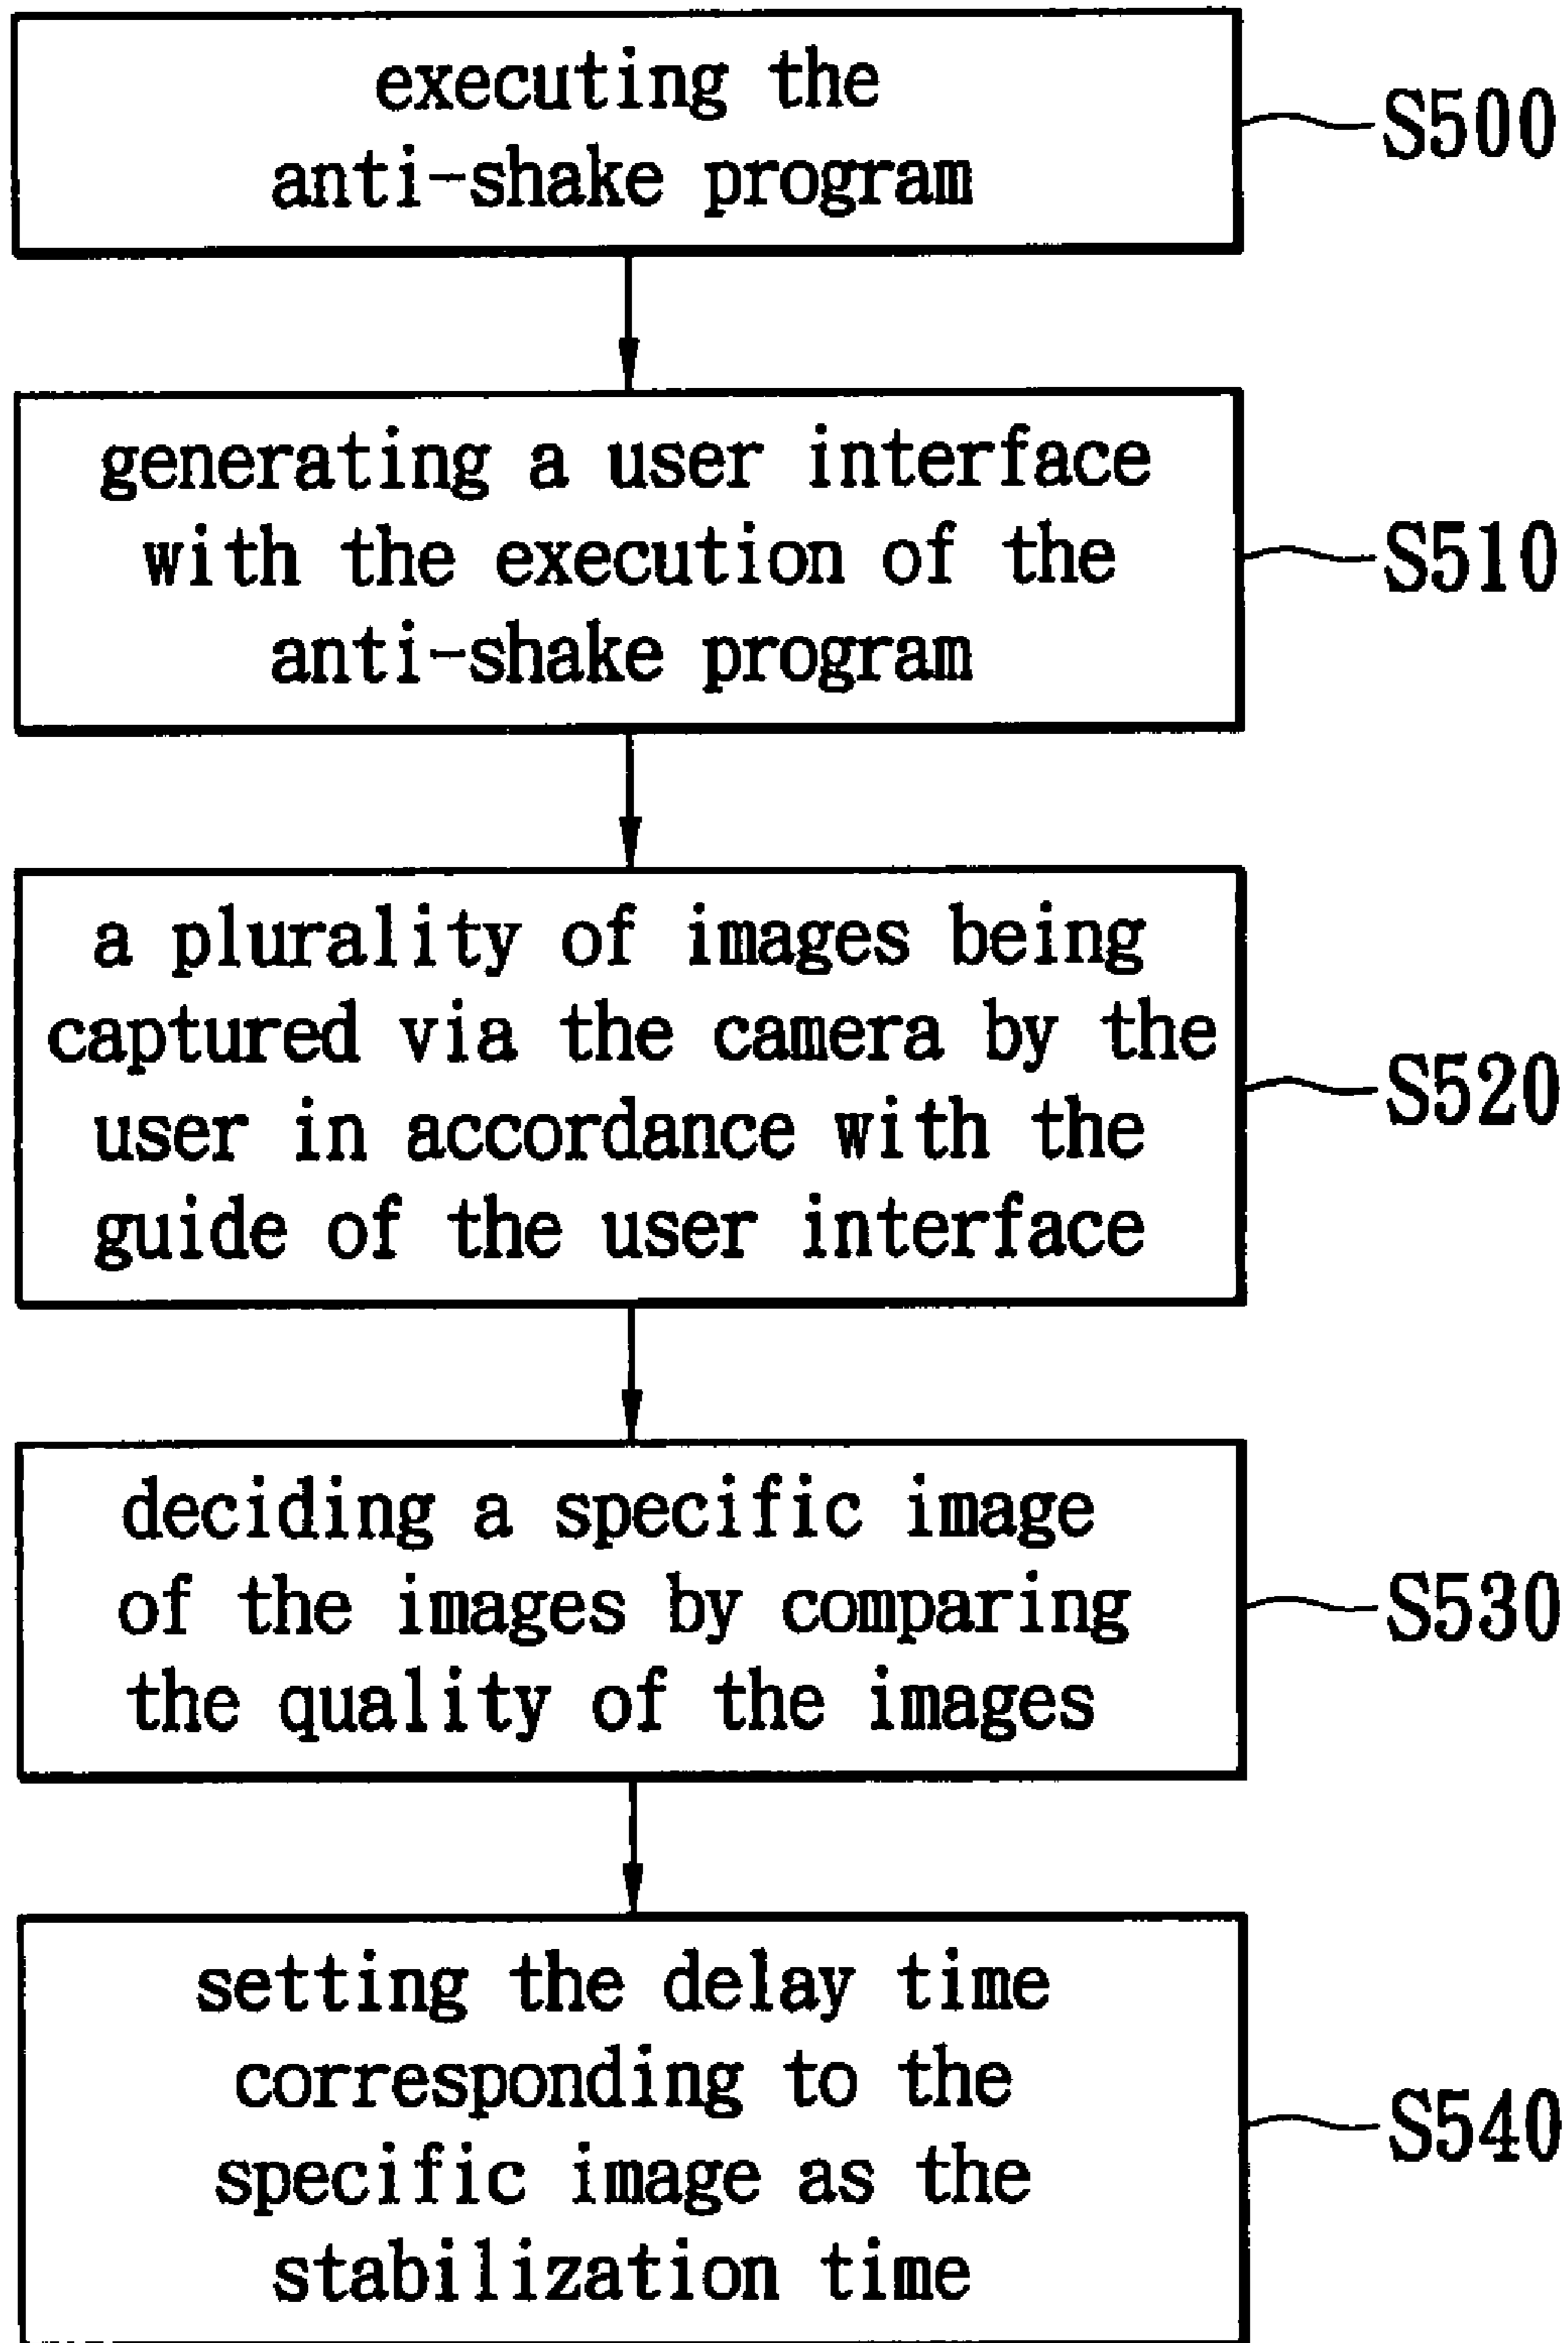 executing the
anti-shake program
S500
generating a user interface
with the execution of the
anti-shake program
S510
a plurality of images being
captured via the camera by the
user in accordance with the
guide of the user interface
S520
deciding a specific image
of the images by comparing
the quality of the images
S530
setting the delay time
corresponding to the
specific image as the
stabilization time
S540